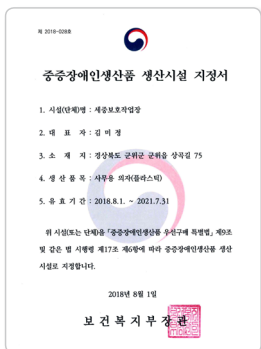 제 2018-028호
중증장애인생산품 생산시설 지정서
1. 시설(단체)명 : 세중보호작업장
2. 대 표 자 : 김미정
3. 소 재 지 : 경상북도 군위군 군위읍 상곡길 75
4. 생 산 품 목 : 사무용 의자(플라스틱)
5. 유 효 기 간 : 2018.8.1. ~ 2021.7.31
위 시설(또는 단체)을 「중증장애인생산품 우선구매 특별법」 제9조
및 같은 법 시행령 제17조 제6항에 따라 중증장애인생산품 생산
시설로 지정합니다.
2018년 8월 1일
보건복지부장관